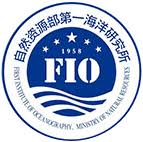 自然资源部第一海洋研究所
1958
FIO
FIRST INSTITUTE OF OCEANOGRAPHY, MINISTRY OF NATURAL RESOURCES